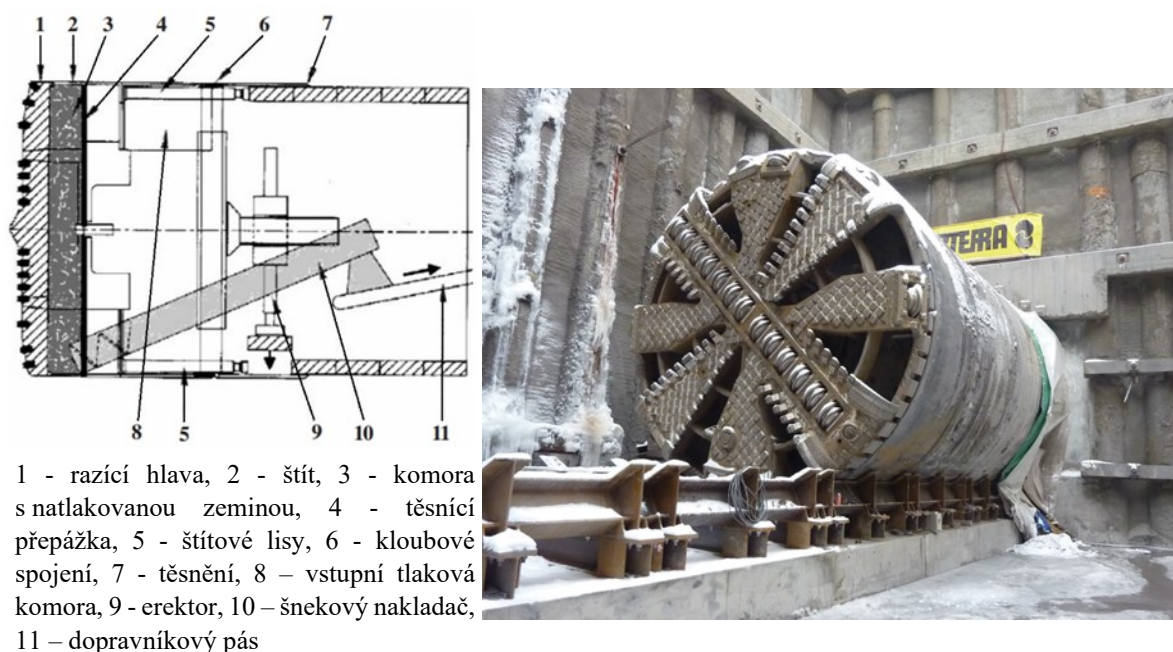 1 2 3 4 5 6 7
8 5 9 10 11
TERRA
1 - razící hlava, 2 - štít, 3 - komora
s natlakovanou zeminou, 4 - těsnící
přepážka, 5 - štítové lisy, 6 - kloubové
spojení, 7 - těsnění, 8 – vstupní tlaková
komora, 9 - erektor, 10 – šnekový nakladač,
11 – dopravníkový pás